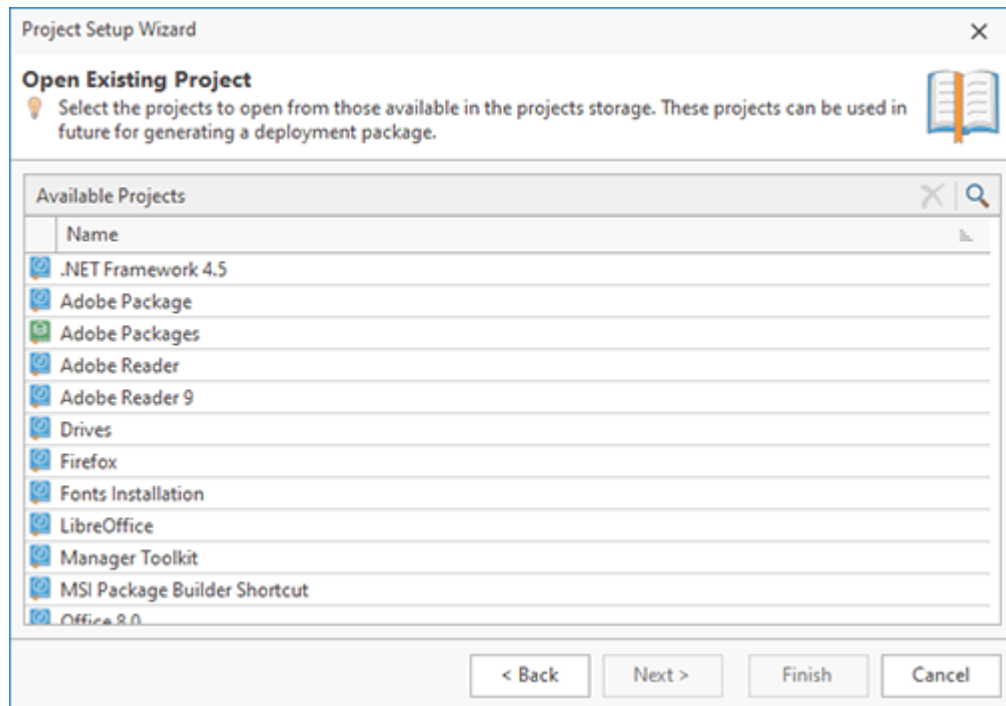 Project Setup Wizard
Open Existing Project
Select the projects to open from those available in the projects storage. These projects can be used in
future for generating a deployment package.
Available Projects
Name
.NET Framework 4.5
Adobe Package
Adobe Packages
Adobe Reader
Adobe Reader 9
Drives
Firefox
Fonts Installation
LibreOffice
Manager Toolkit
MSI Package Builder Shortcut
Office 8.0
< Back
Next >
Finish
Cancel